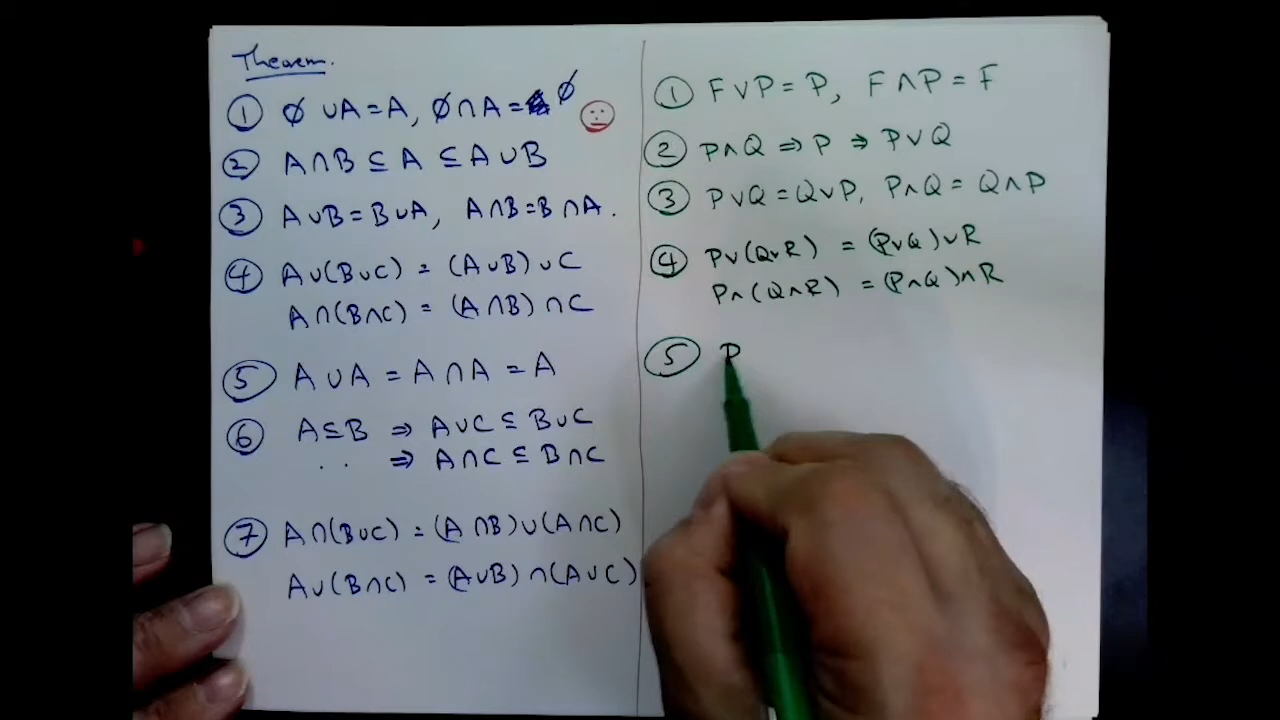 Theorem.
① ∅ ∪ A = A, ∅ ∩ A = ∅
② A ∩ B ⊆ A ⊆ A ∪ B
③ A ∪ B = B ∪ A, A ∩ B = B ∩ A.
④ A ∪ (B ∪ C) = (A ∪ B) ∪ C
A ∩ (B ∩ C) = (A ∩ B) ∩ C
⑤ A ∪ A = A ∩ A = A
⑥ A ⊆ B ⇒ A ∪ C ⊆ B ∪ C
. . ⇒ A ∩ C ⊆ B ∩ C
⑦ A ∩ (B ∪ C) = (A ∩ B) ∪ (A ∩ C)
A ∪ (B ∩ C) = (A ∪ B) ∩ (A ∪ C)
① F ∨ P = P, F ∧ P = F
② P ∧ Q ⇒ P ⇒ P ∨ Q
③ P ∨ Q = Q ∨ P, P ∧ Q = Q ∧ P
④ P ∨ (Q ∨ R) = (P ∨ Q) ∨ R
P ∧ (Q ∧ R) = (P ∧ Q) ∧ R
⑤ P